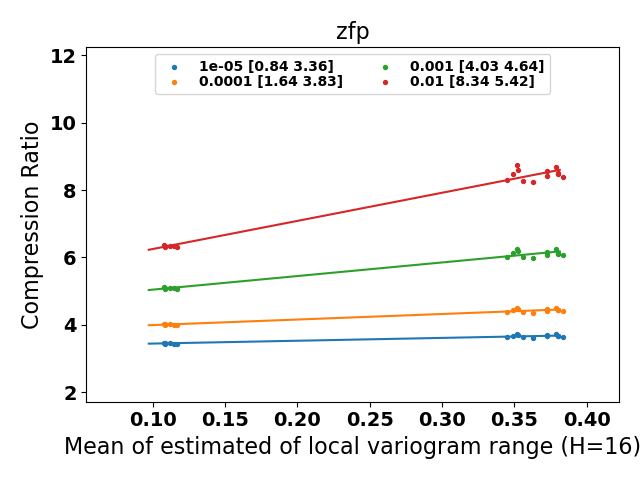 zfp
1e-05 [0.84 3.36]
0.0001 [1.64 3.83]
0.001 [4.03 4.64]
0.01 [8.34 5.42]
Compression Ratio
12
10
8
6
4
2
0.10 0.15 0.20 0.25 0.30 0.35 0.40
Mean of estimated of local variogram range (H=16)